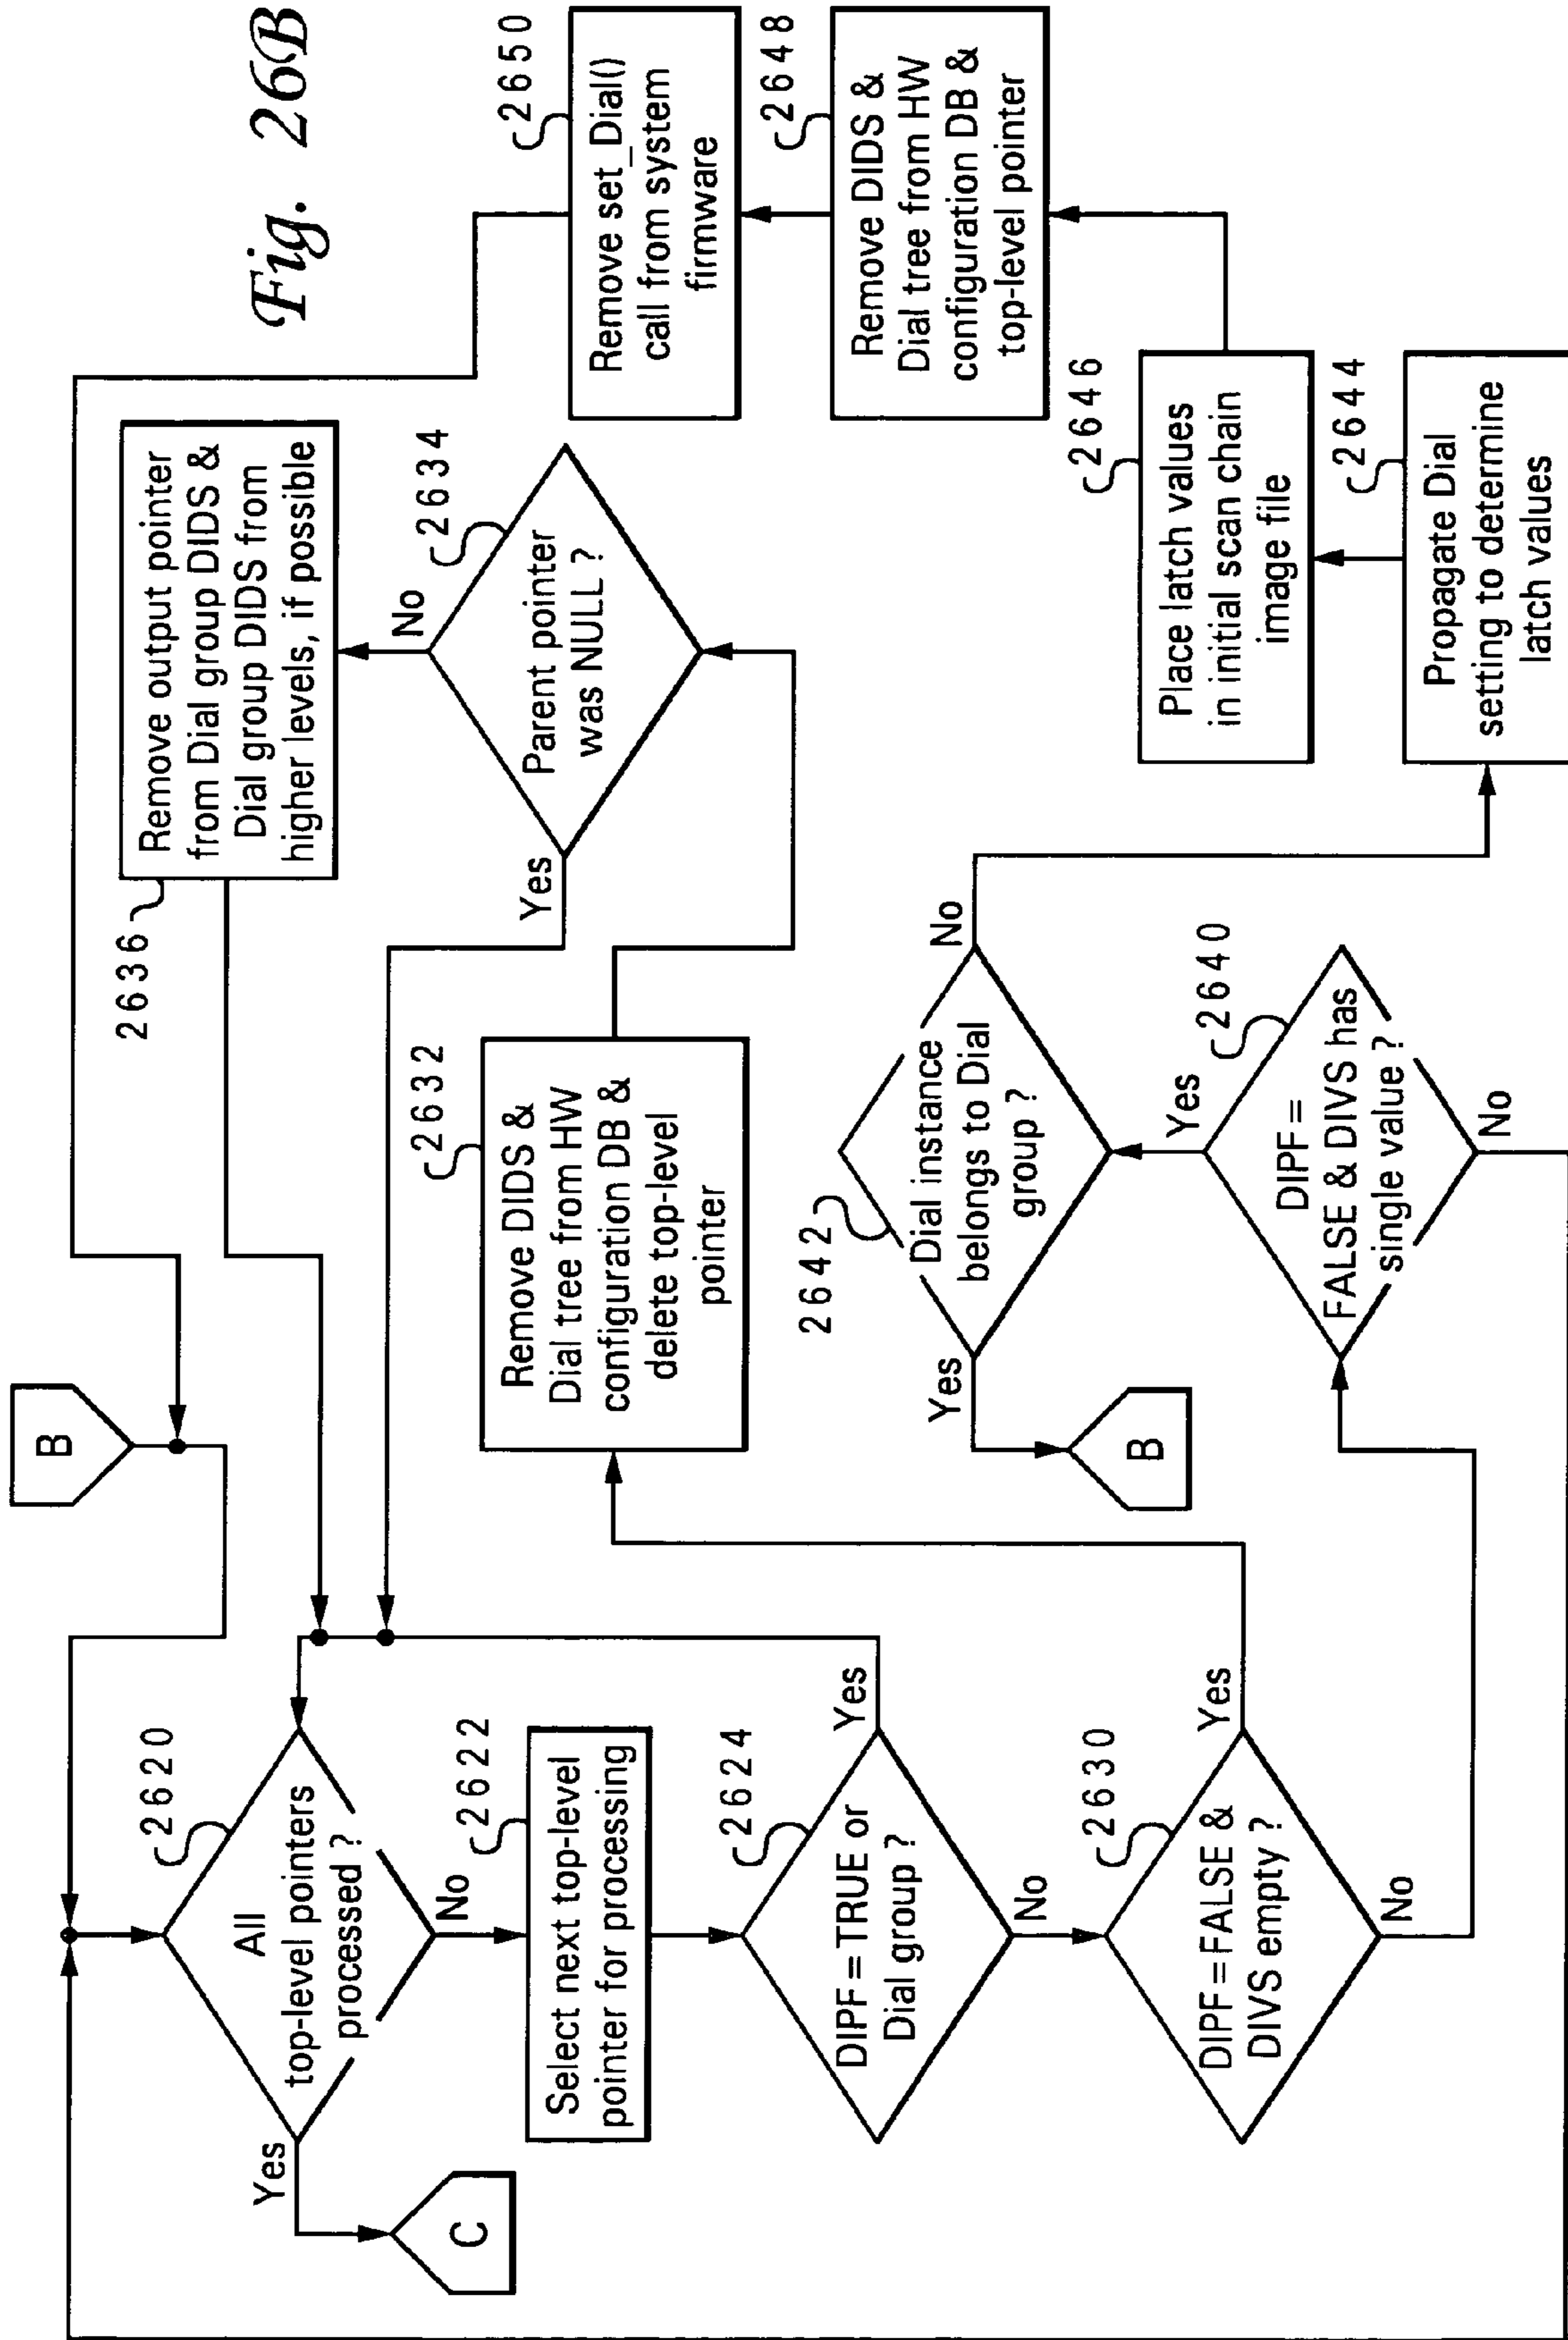 Fig. 26B
B
2620
All
top-level pointers
processed ?
Yes
No
C
2622
Select next top-level
pointer for processing
2624
DIPF = TRUE or
Dial group ?
Yes
No
2630
DIPF = FALSE &
DIVS empty ?
Yes
No
2632
Remove DIDS &
Dial tree from HW
configuration DB &
delete top-level
pointer
2634
Parent pointer
was NULL ?
Yes
No
2636
Remove output pointer
from Dial group DIDS &
Dial group DIDS from
higher levels, if possible
2640
DIPF =
FALSE & DIVS has
single value ?
Yes
No
2642
Dial instance
belongs to Dial
group ?
Yes
No
B
2644
Propagate Dial
setting to determine
latch values
2646
Place latch values
in initial scan chain
image file
2648
Remove DIDS &
Dial tree from HW
configuration DB &
top-level pointer
2650
Remove set_Dial()
call from system
firmware